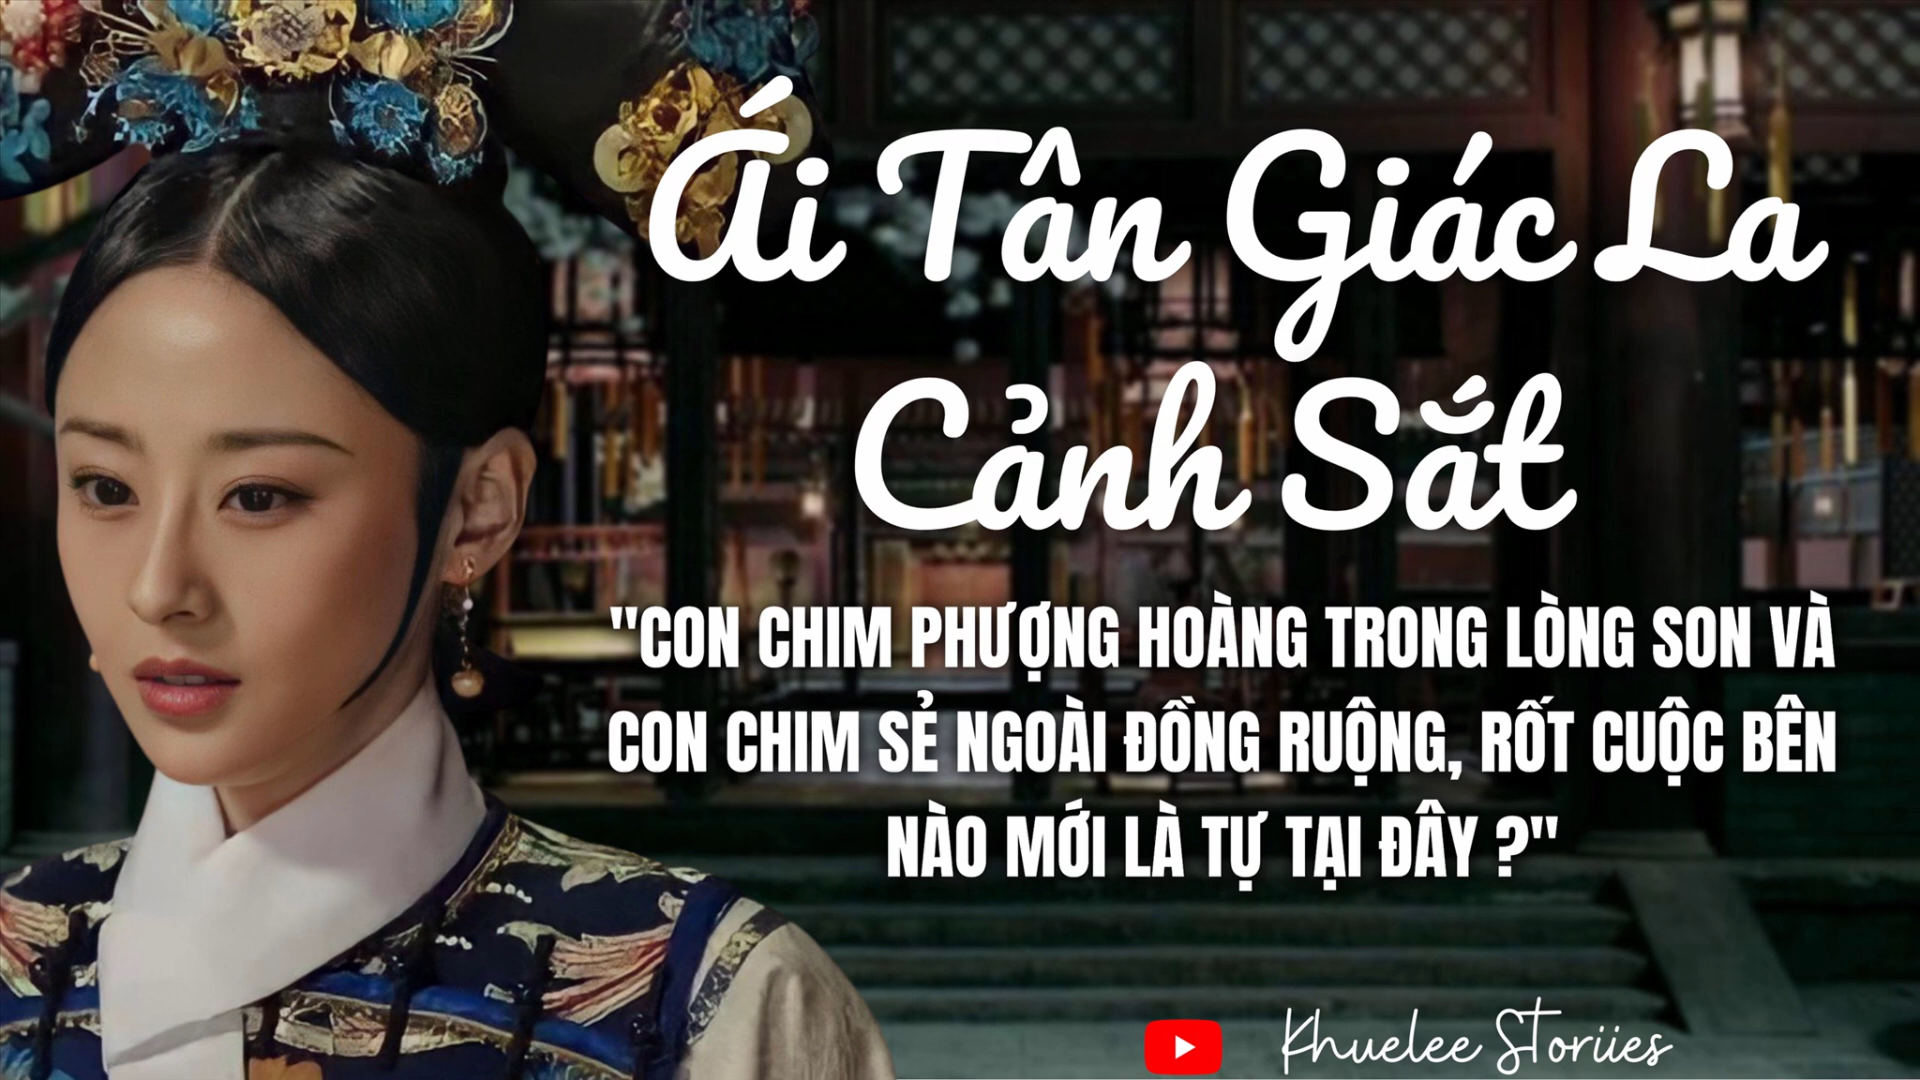 Ái Tân Giác La
Cảnh Sắt
"CON CHIM PHƯỢNG HOÀNG TRONG LÒNG SON VÀ
CON CHIM SẺ NGOÀI ĐỒNG RUỘNG, RỐT CUỘC BÊN
NÀO MỚI LÀ TỰ TẠI ĐÂY ?"
Khuelee Storiies